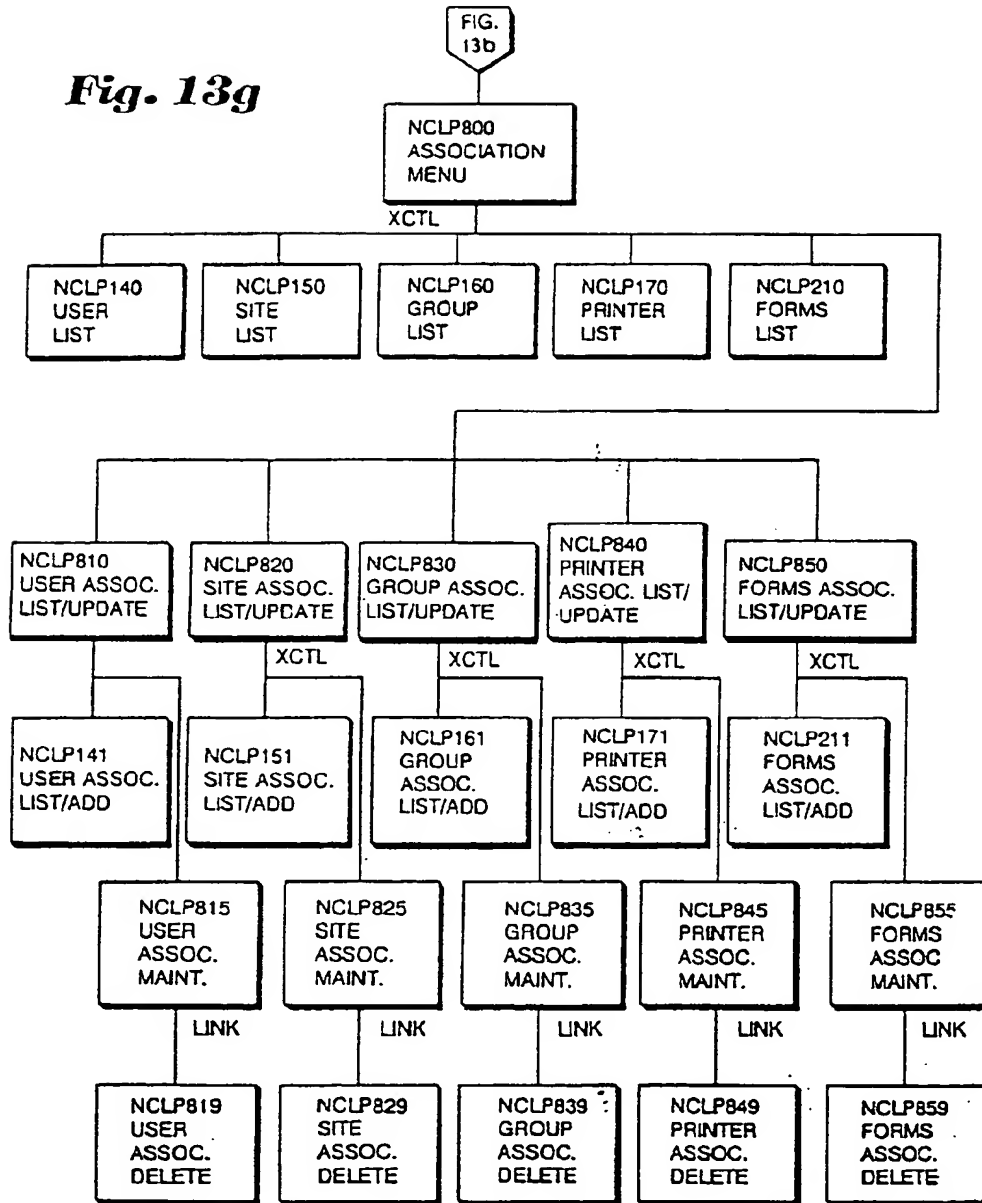 FIG.
13b
Fig. 13g
NCLP800
ASSOCIATION
MENU
XCTL
NCLP140
USER
LIST
NCLP150
SITE
LIST
NCLP160
GROUP
LIST
NCLP170
PRINTER
LIST
NCLP210
FORMS
LIST
NCLP810
USER ASSOC.
LIST/UPDATE
NCLP820
SITE ASSOC.
LIST/UPDATE
NCLP830
GROUP ASSOC.
LIST/UPDATE
NCLP840
PRINTER
ASSOC. LIST/
UPDATE
NCLP850
FORMS ASSOC.
LIST/UPDATE
XCTL
XCTL
XCTL
XCTL
NCLP141
USER ASSOC.
LIST/ADD
NCLP151
SITE ASSOC.
LIST/ADD
NCLP161
GROUP
ASSOC.
LIST/ADD
NCLP171
PRINTER
ASSOC.
LIST/ADD
NCLP211
FORMS
ASSOC.
LIST/ADD
NCLP815
USER
ASSOC.
MAINT.
NCLP825
SITE
ASSOC.
MAINT.
NCLP835
GROUP
ASSOC.
MAINT.
NCLP845
PRINTER
ASSOC.
MAINT.
NCLP855
FORMS
ASSOC
MAINT.
LINK
LINK
LINK
LINK
LINK
NCLP819
USER
ASSOC.
DELETE
NCLP829
SITE
ASSOC.
DELETE
NCLP839
GROUP
ASSOC.
DELETE
NCLP849
PRINTER
ASSOC.
DELETE
NCLP859
FORMS
ASSOC.
DELETE